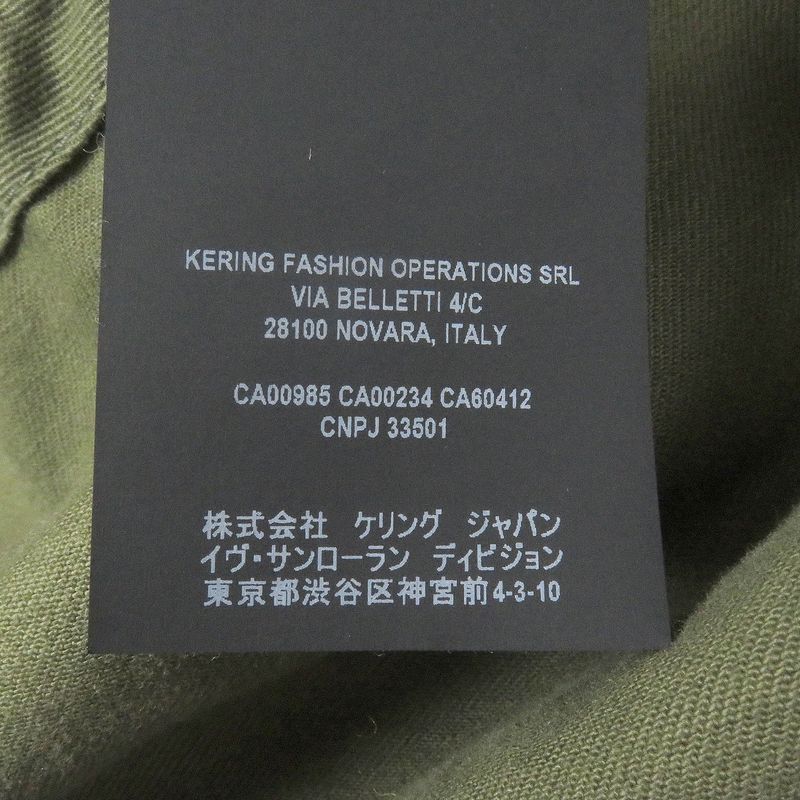 KERING FASHION OPERATIONS SRL
VIA BELLETTI 4/C
28100 NOVARA, ITALY
CA00985 CA00234 CA60412
CNPJ 33501
株式会社 ケリング ジャパン
イヴ・サンローラン ディビジョン
東京都渋谷区神宮前4-3-10